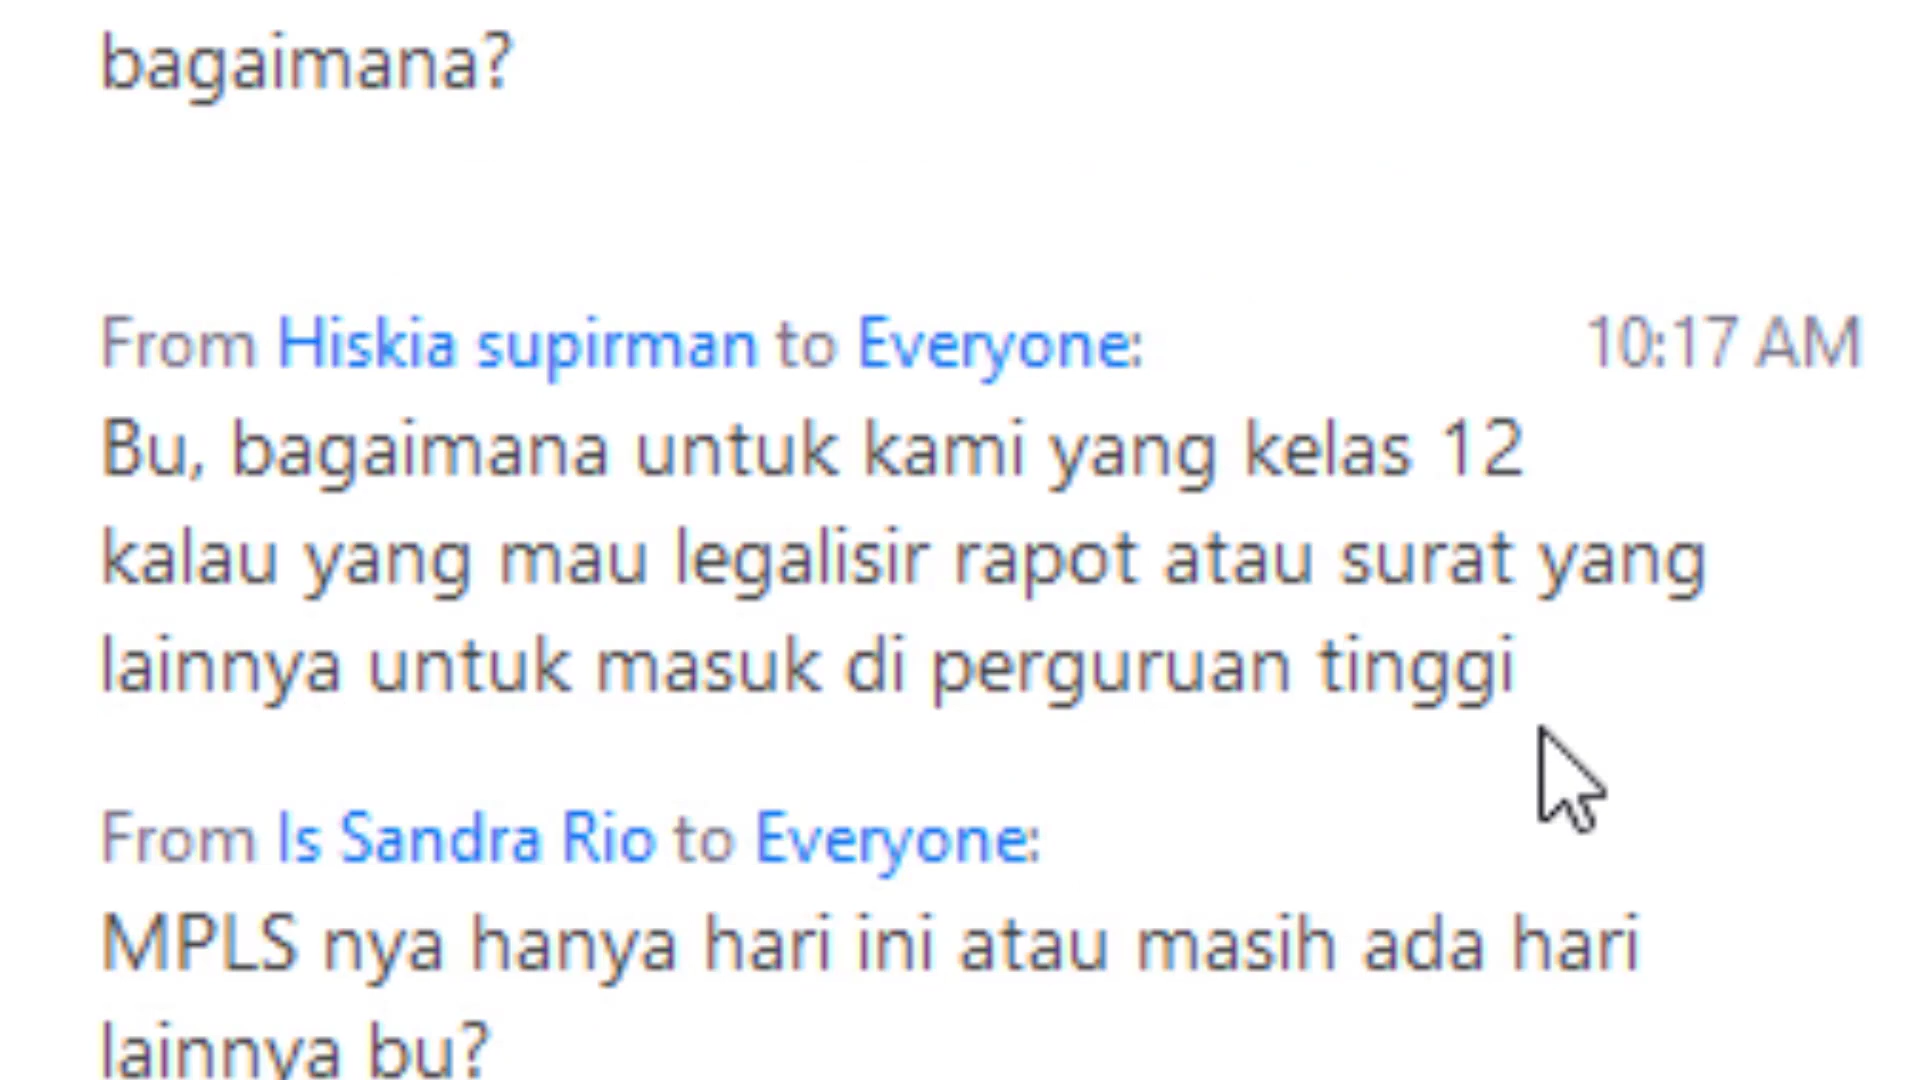 bagaimana?
From Hiskia supirman to Everyone: 10:17 AM
Bu, bagaimana untuk kami yang kelas 12
kalau yang mau legalisir rapot atau surat yang
lainnya untuk masuk di perguruan tinggi
From Is Sandra Rio to Everyone:
MPLS nya hanya hari ini atau masih ada hari
lainnya bu?